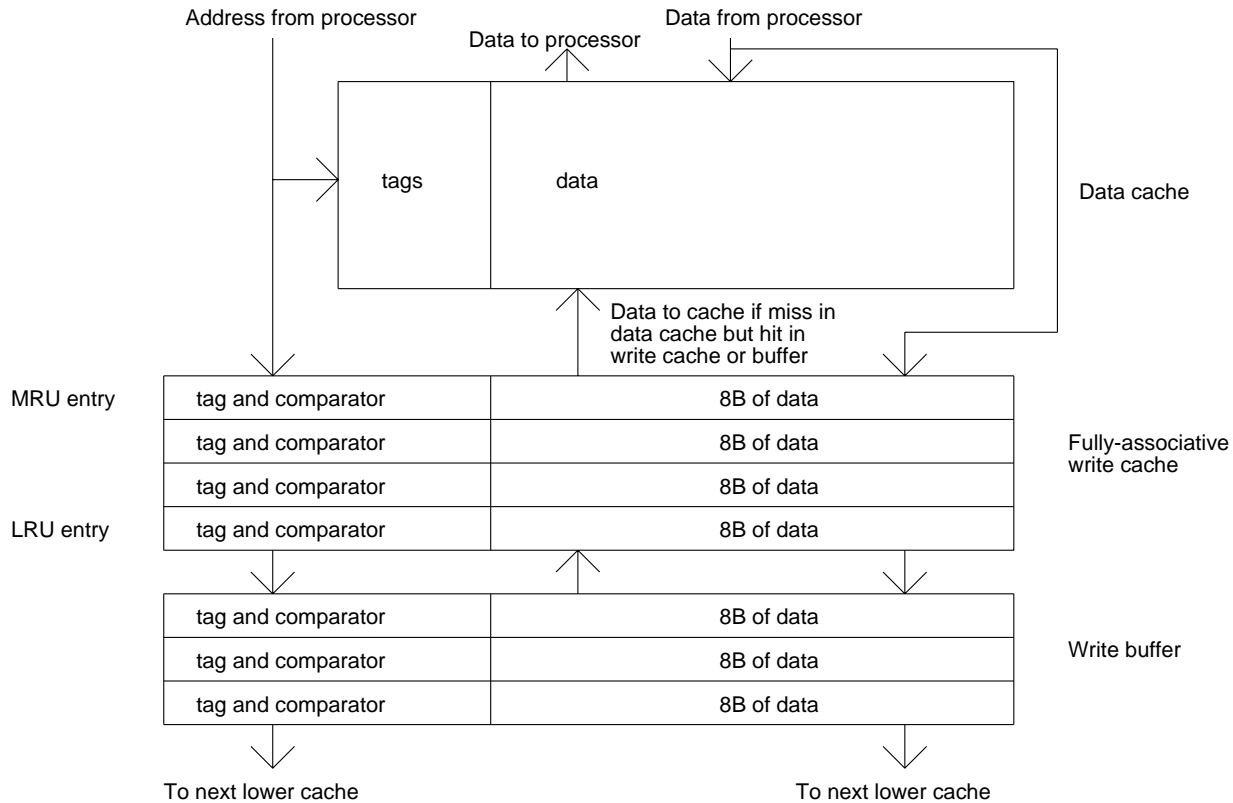 Address from processor
Data from processor
Data to processor
tags
data
Data cache
Data to cache if miss in
data cache but hit in
write cache or buffer
MRU entry
tag and comparator
8B of data
tag and comparator
8B of data
Fully-associative
write cache
tag and comparator
8B of data
LRU entry
tag and comparator
8B of data
tag and comparator
8B of data
tag and comparator
8B of data
Write buffer
tag and comparator
8B of data
To next lower cache
To next lower cache